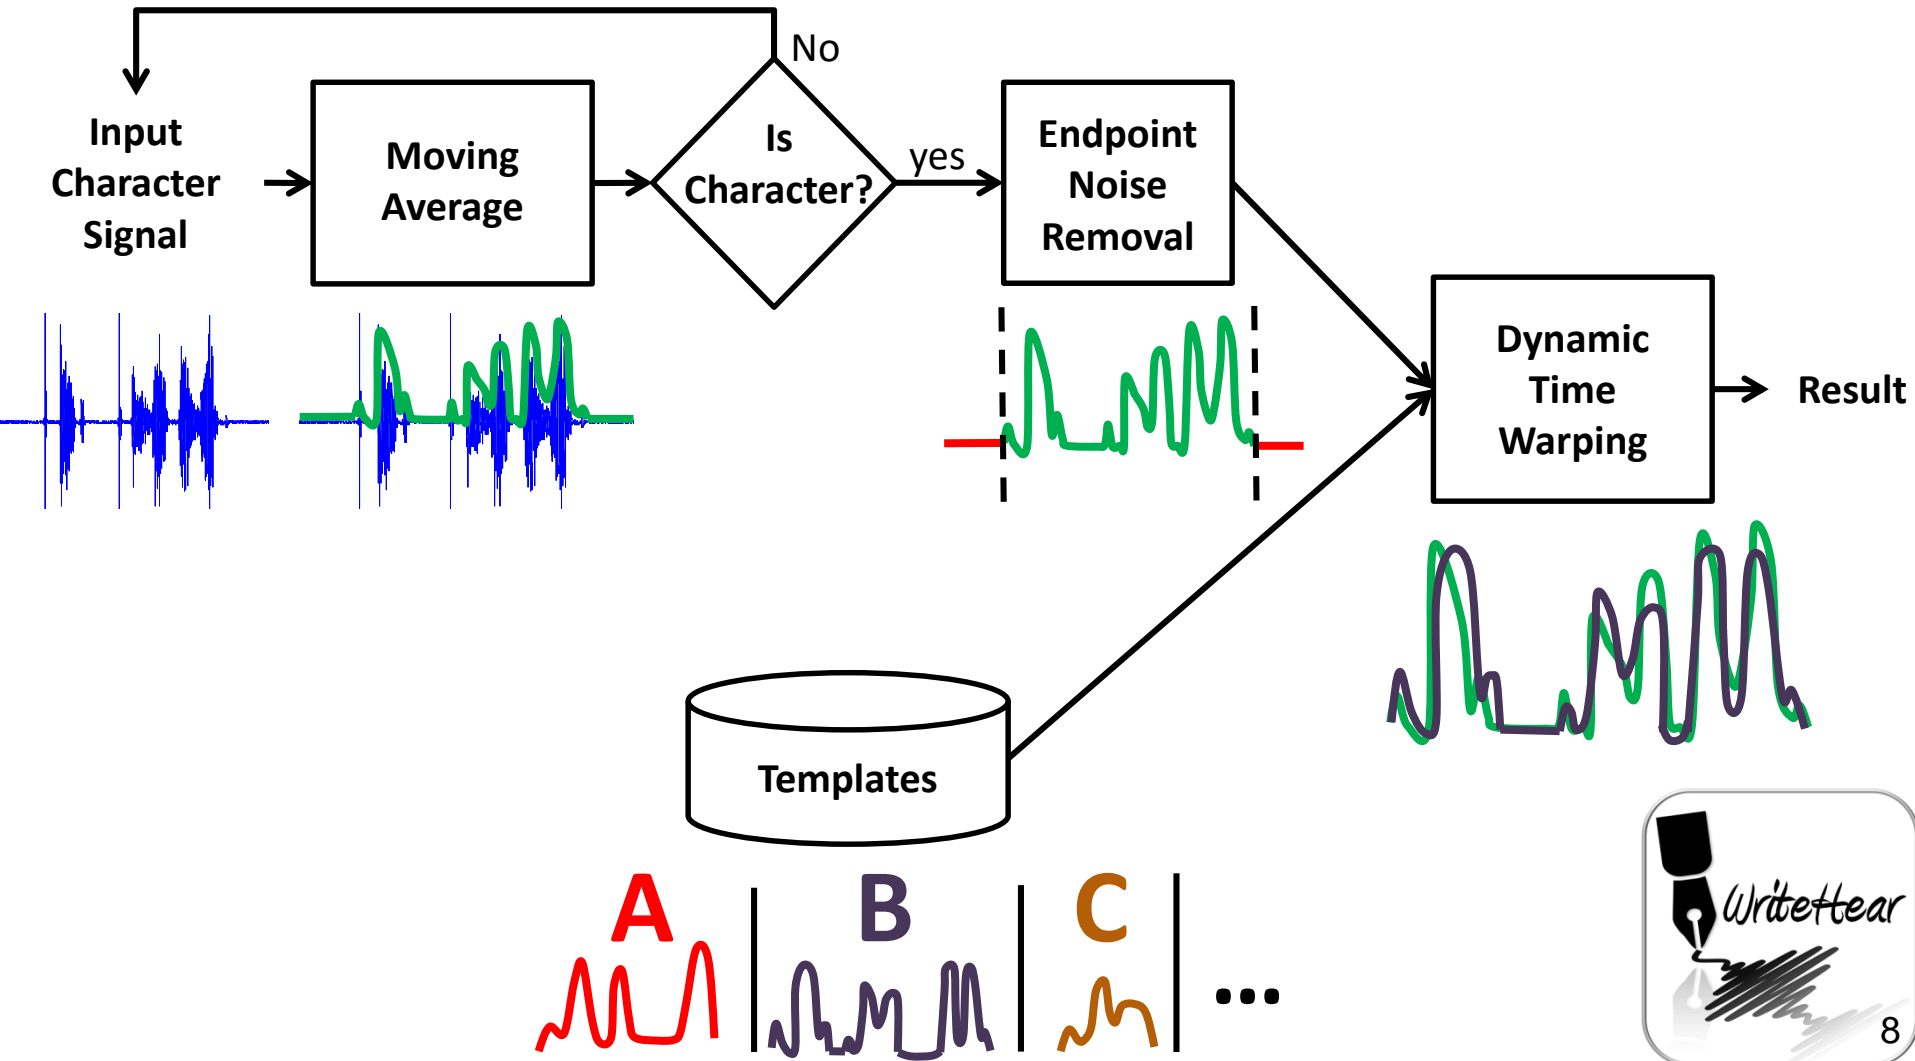 No
Input
Character
Signal
Moving
Average
Is
Character?
yes
Endpoint
Noise
Removal
Dynamic
Time
Warping
Result
Templates
A
B
C
...
WriteHear
8